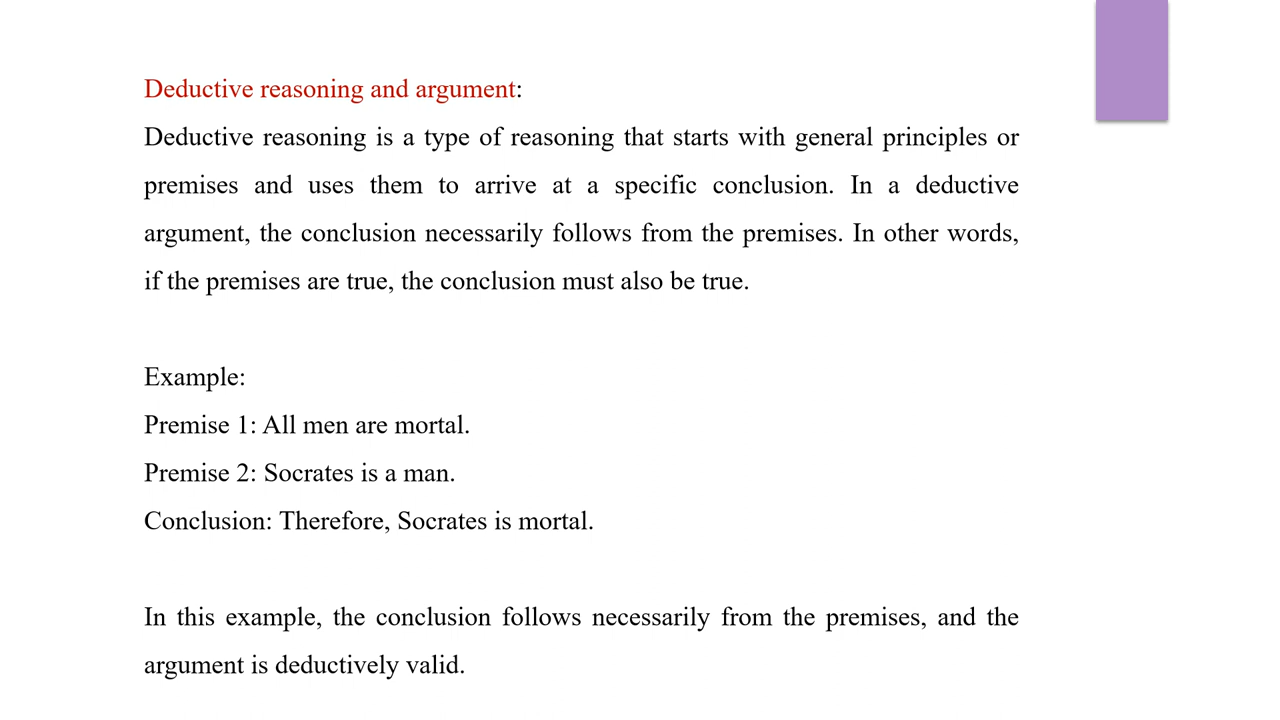 Deductive reasoning and argument:
Deductive reasoning is a type of reasoning that starts with general principles or
premises and uses them to arrive at a specific conclusion. In a deductive
argument, the conclusion necessarily follows from the premises. In other words,
if the premises are true, the conclusion must also be true.
Example:
Premise 1: All men are mortal.
Premise 2: Socrates is a man.
Conclusion: Therefore, Socrates is mortal.
In this example, the conclusion follows necessarily from the premises, and the
argument is deductively valid.